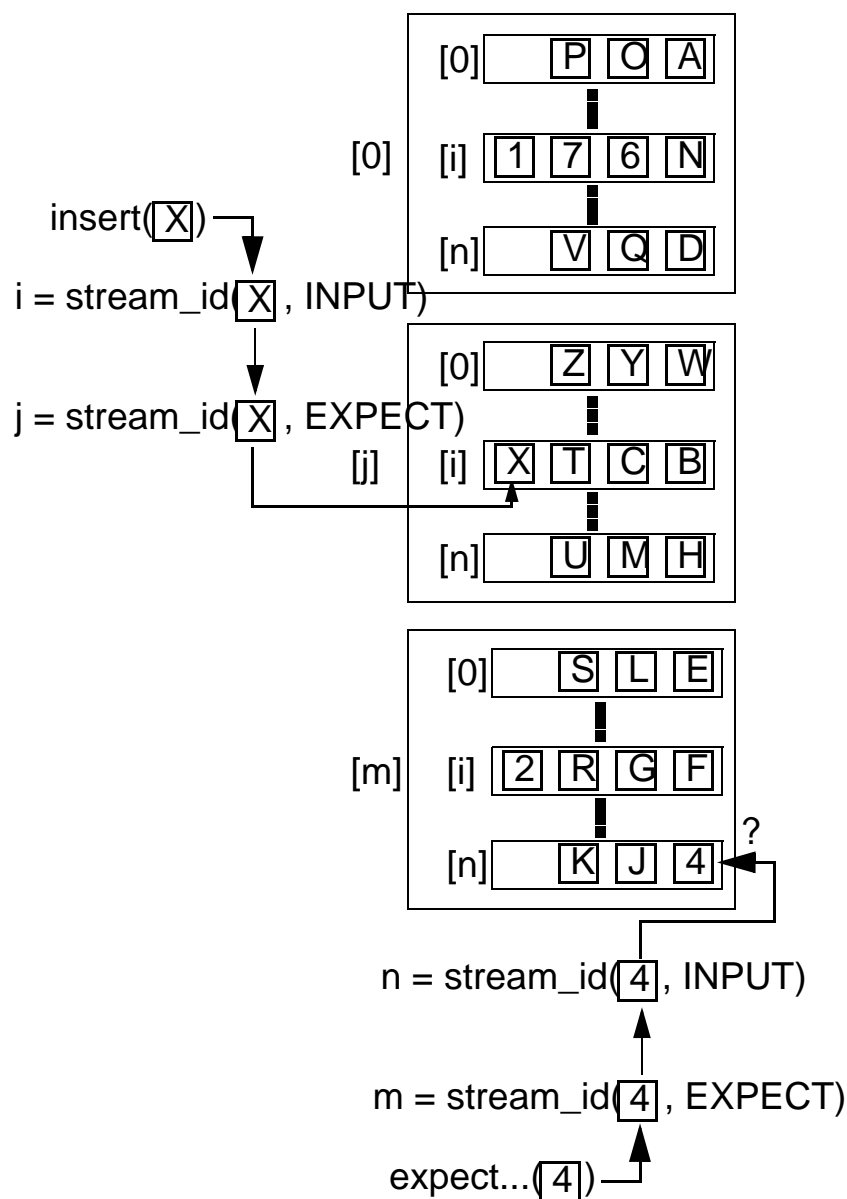 [0] P O A
[0] [i] 1 7 6 N
insert( X )
[n] V Q D
i = stream_id( X , INPUT)
[0] Z Y W
j = stream_id( X , EXPECT)
[j] [i] X T C B
[n] U M H
[0] S L E
[m] [i] 2 R G F
?
[n] K J 4
n = stream_id( 4 , INPUT)
m = stream_id( 4 , EXPECT)
expect...( 4 )